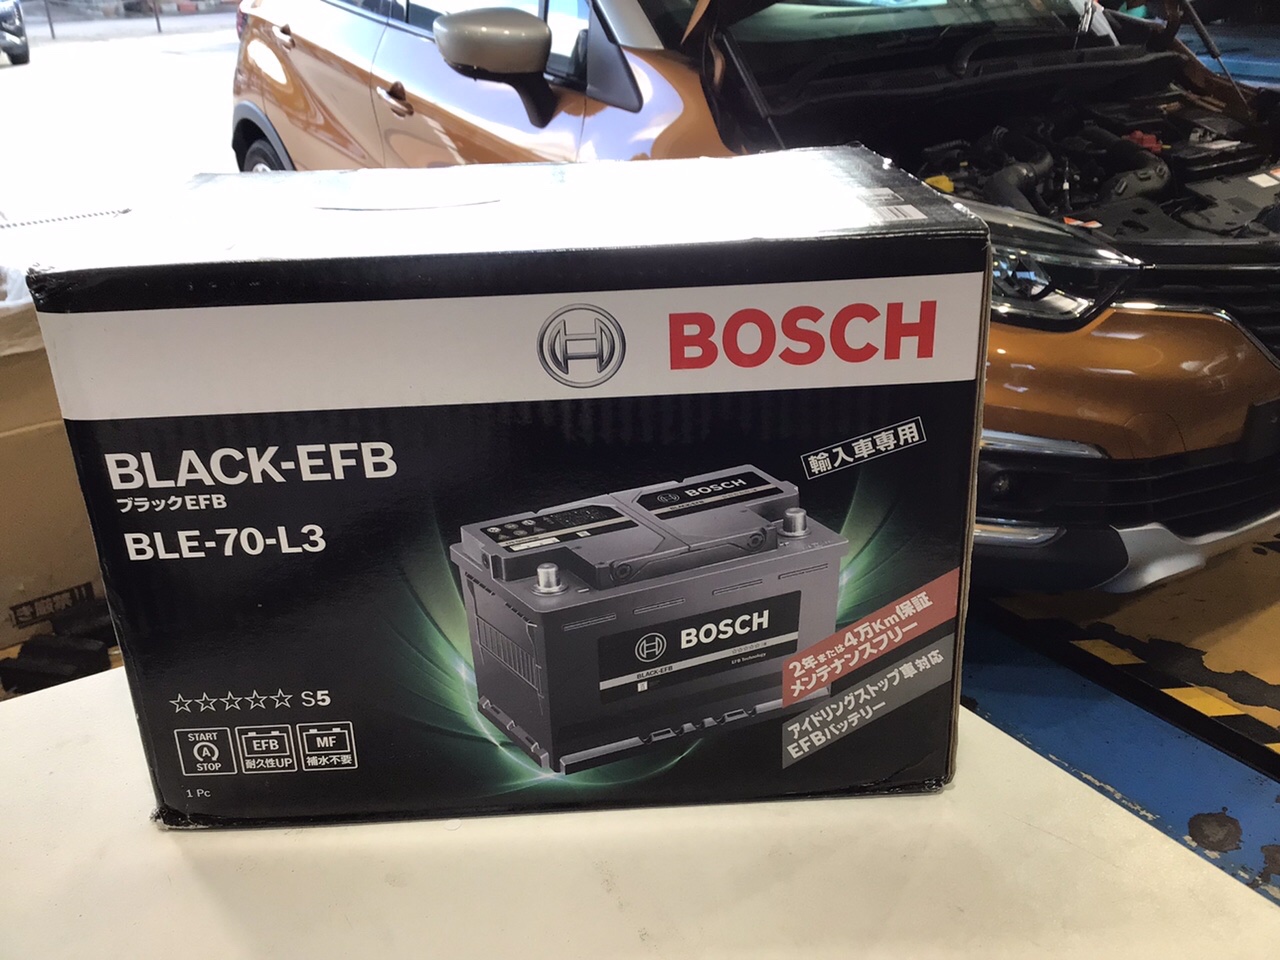 BOSCH
BLACK-EFB
ブラックEFB
BLE-70-L3
輸入車専用
BOSCH
BOSCH
BLACK-EFB
EFB Technology
2年または4万Km保証
メンテナンスフリー
アイドリングストップ車対応
EFBバッテリー
☆☆☆☆☆ S5
START
A
STOP
EFB
耐久性UP
MF
補水不要
1 Pc